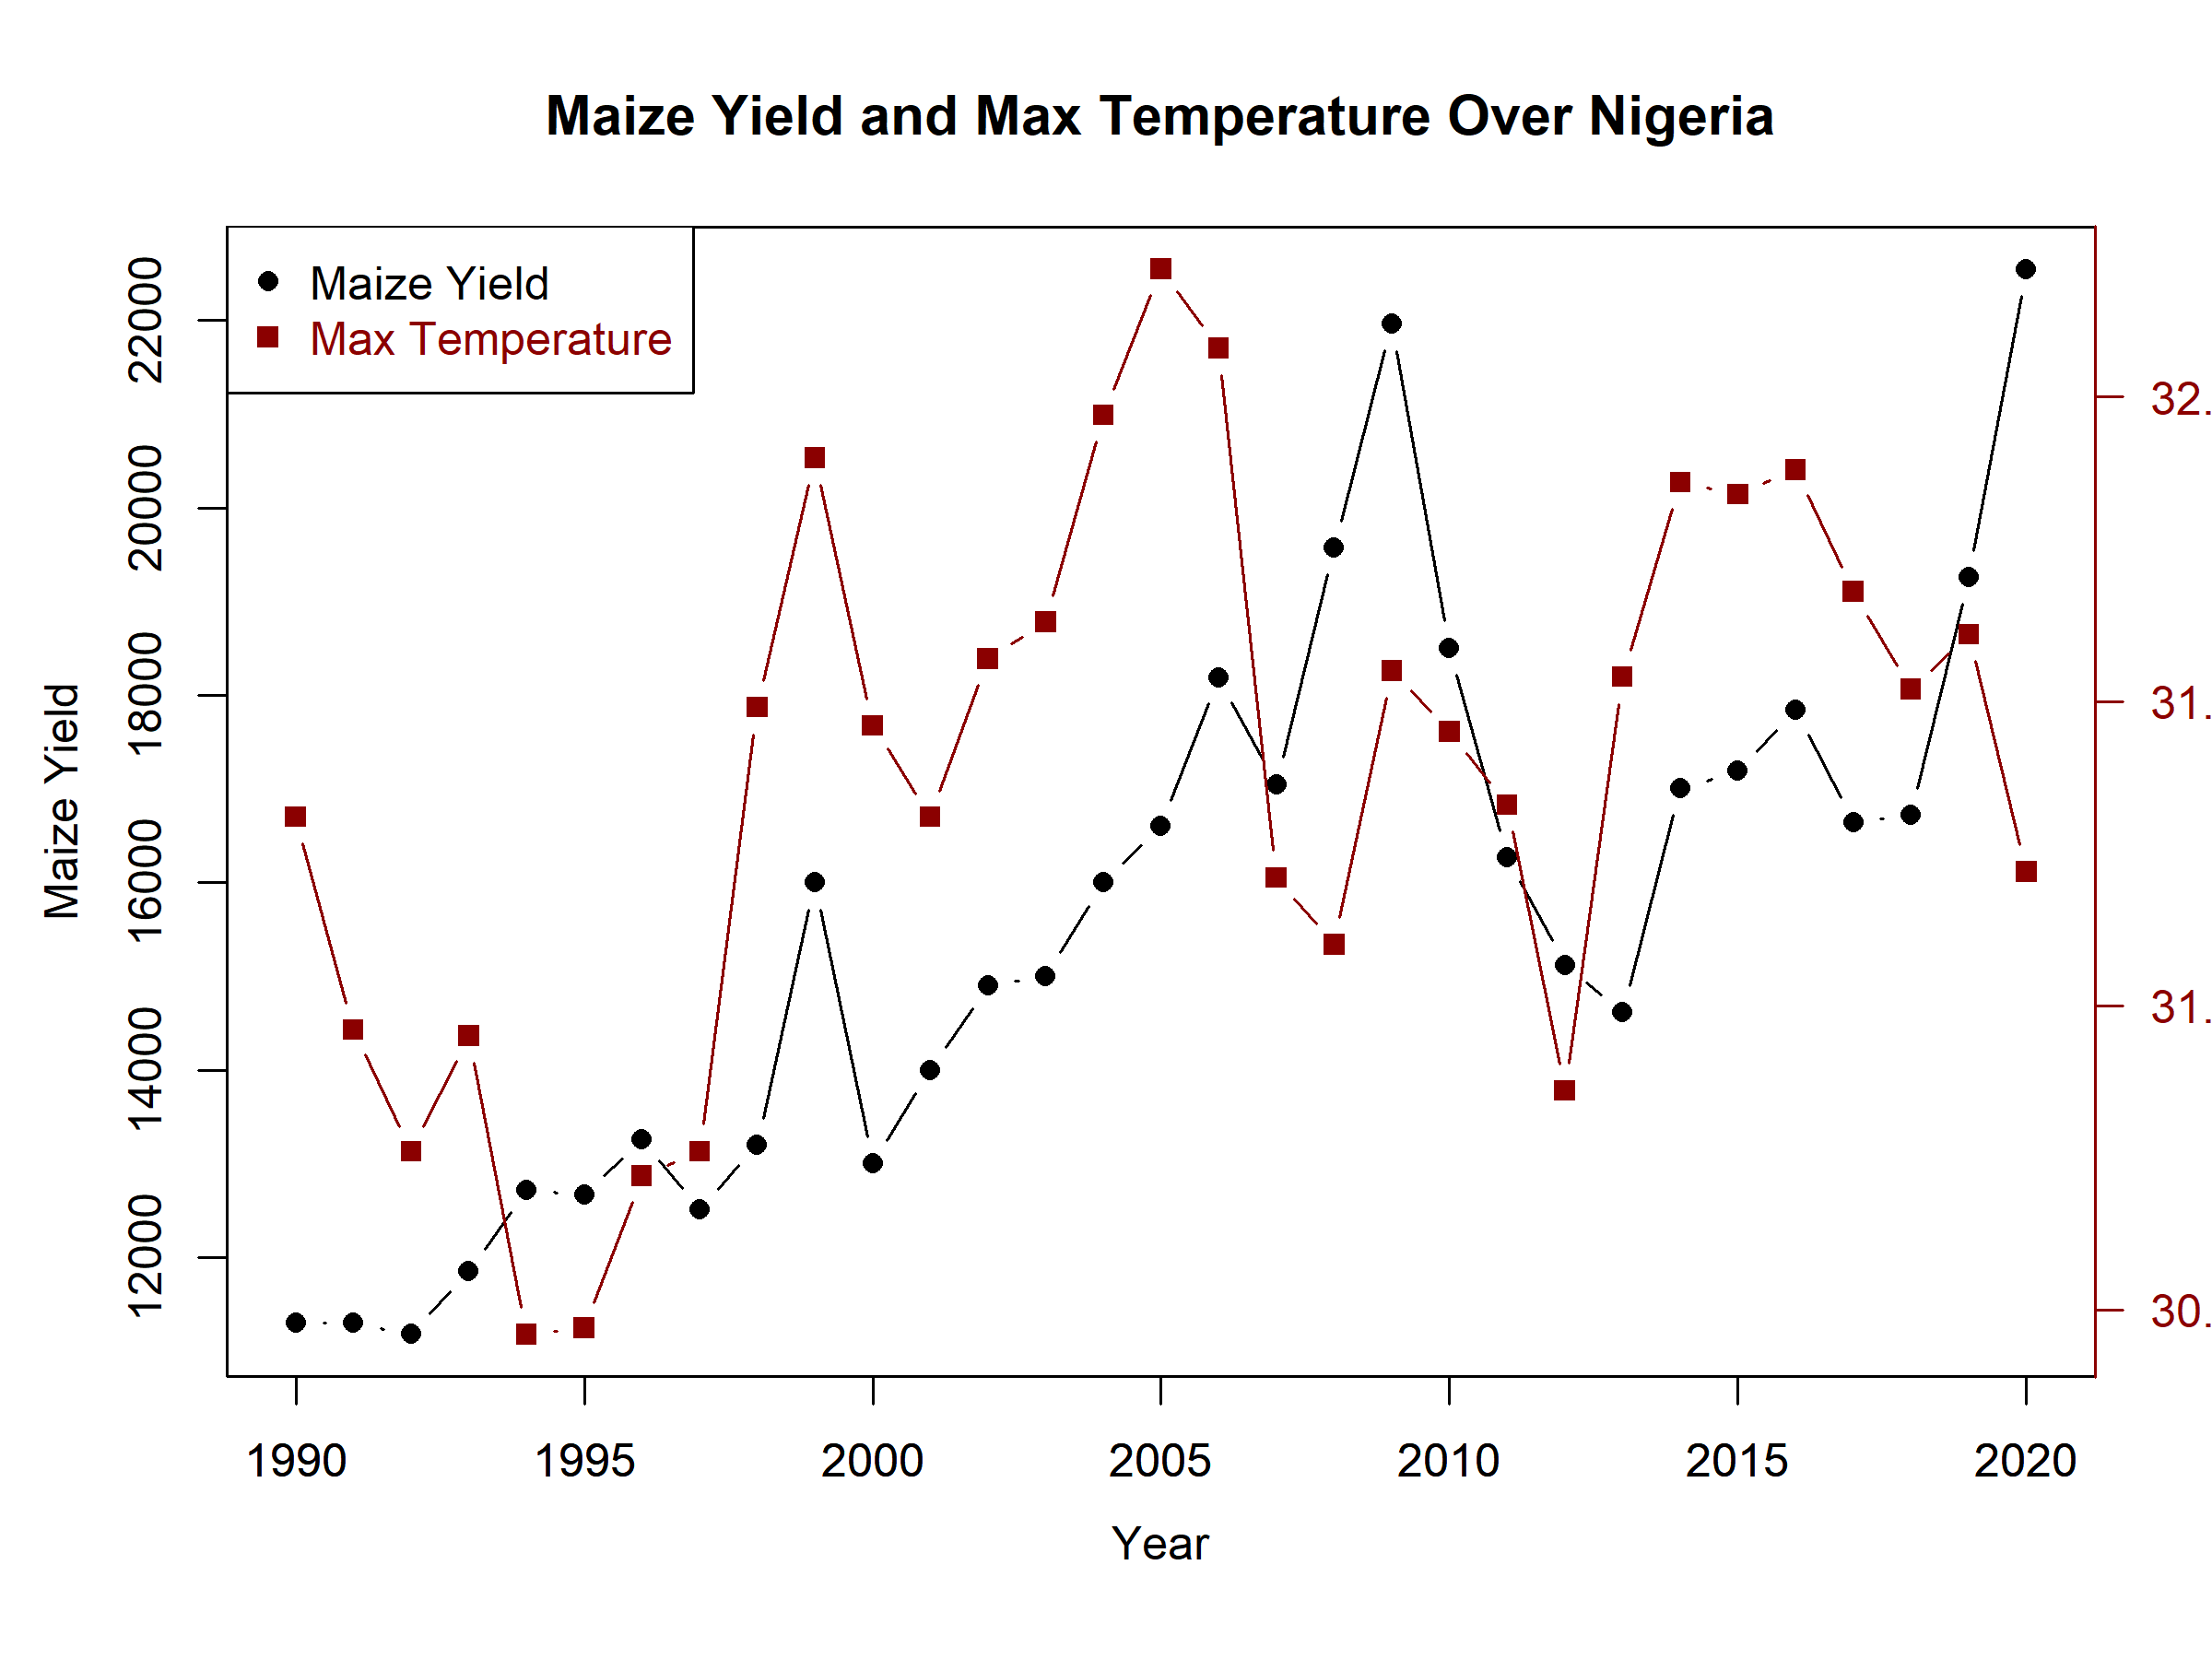 Maize Yield and Max Temperature Over Nigeria
Maize Yield
Max Temperature
22000
20000
18000
16000
14000
12000
Maize Yield
32.
31.
31.
30.
1990 1995 2000 2005 2010 2015 2020
Year